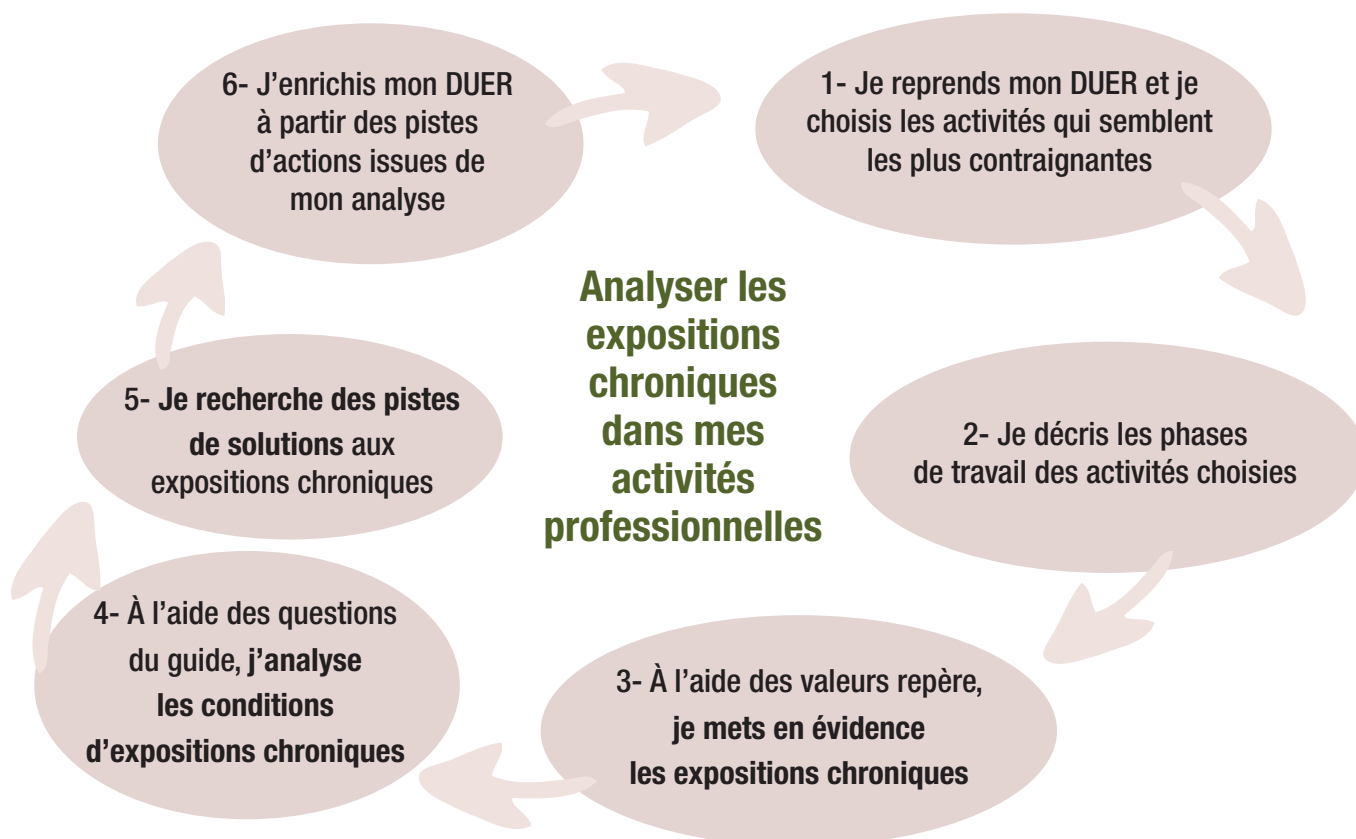 Analyser les
expositions
chroniques
dans mes
activités
professionnelles
1- Je reprends mon DUER et je
choisis les activités qui semblent
les plus contraignantes
2- Je décris les phases
de travail des activités choisies
3- À l’aide des valeurs repère,
je mets en évidence
les expositions chroniques
4- À l’aide des questions
du guide, j’analyse
les conditions
d’expositions chroniques
5- Je recherche des pistes
de solutions aux
expositions chroniques
6- J’enrichis mon DUER
à partir des pistes
d’actions issues de
mon analyse